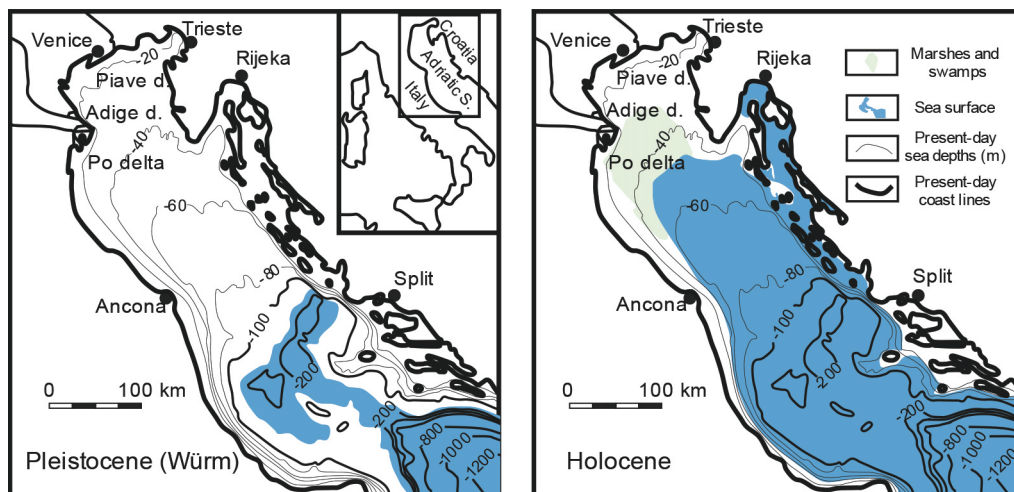 Trieste
Venice
-20
Rijeka
Piave d.
Adige d.
-40
Po delta
-60
-80
Split
Ancona
-100
-200
0 100 km
-200
-800
-1000
-1200
Pleistocene (Würm)
Croatia
Adriatic S.
Italy
Trieste
Venice
-20
Rijeka
Piave d.
Adige d.
-40
Po delta
-60
-80
Split
Ancona
-100
-200
0 100 km
-200
-800
-1000
-1200
Holocene
Marshes and
swamps
Sea surface
Present-day
sea depths (m)
Present-day
coast lines